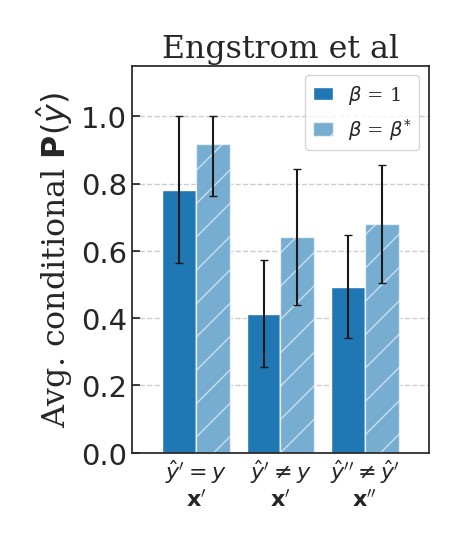 Engstrom et al
Avg. conditional P(ŷ)
β = 1
β = β*
1.0
0.8
0.6
0.4
0.2
0.0
ŷ′ = y
ŷ′ ≠ y
ŷ′′ ≠ ŷ′
x′
x′
x′′